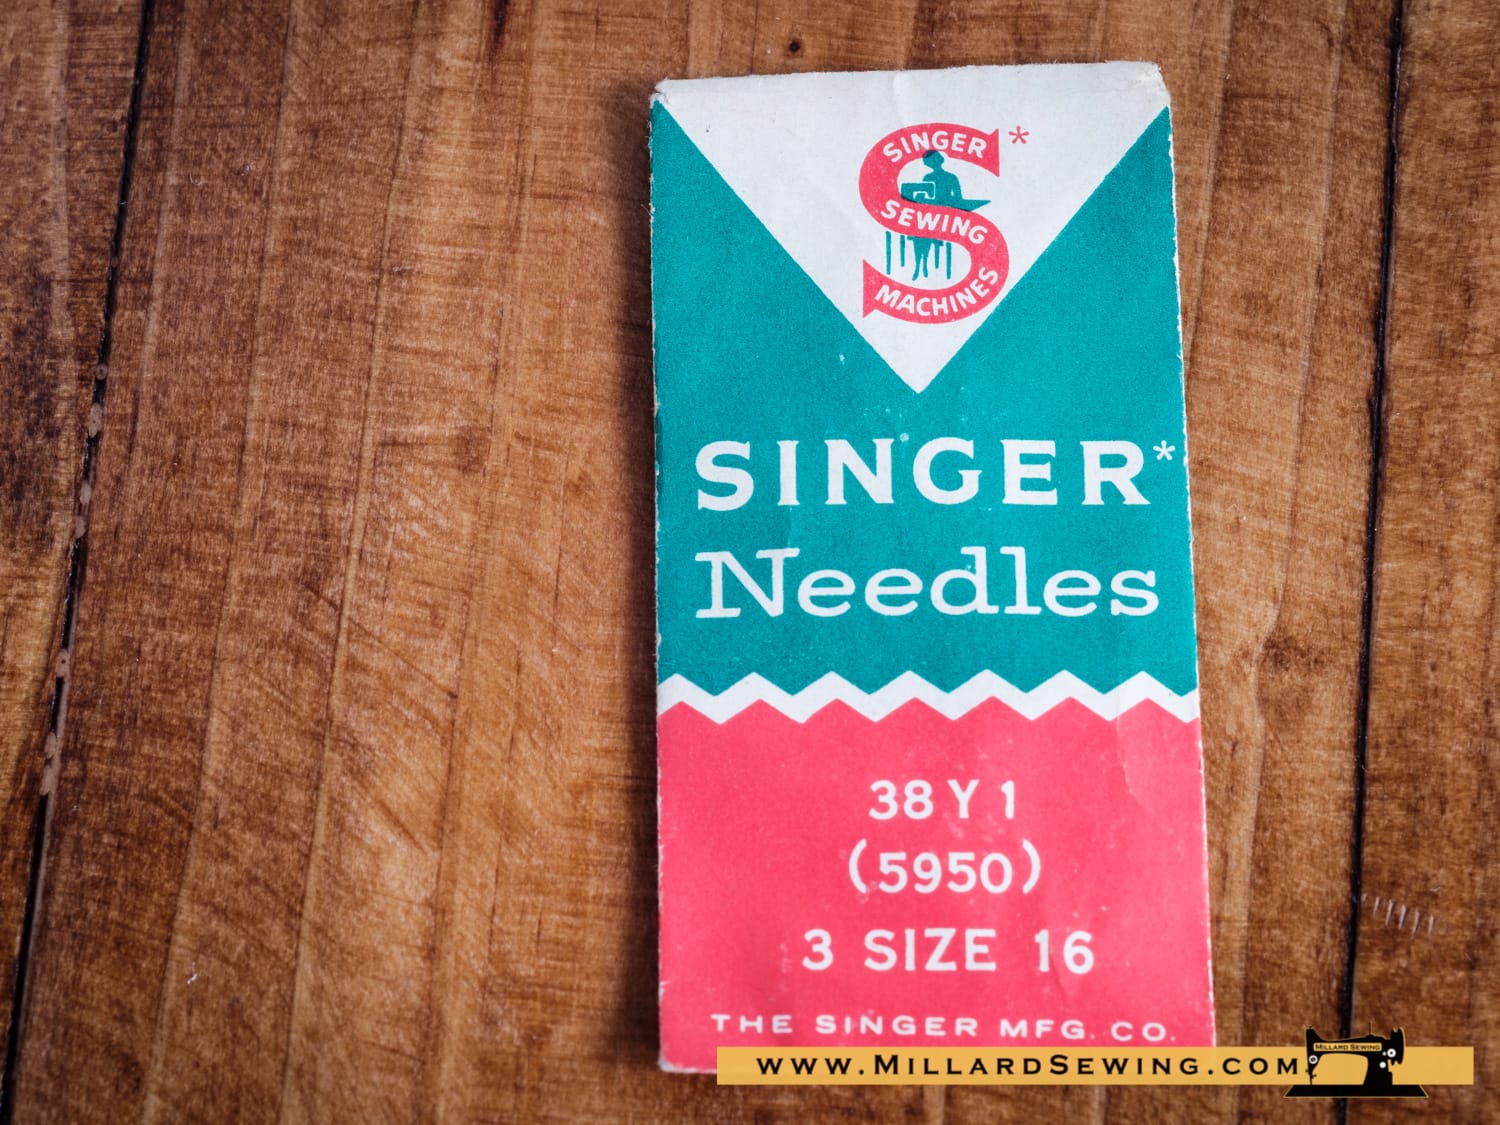 SINGER*
SEWING
MACHINES
SINGER*
Needles
38 Y 1
(5950)
3 SIZE 16
THE SINGER MFG. CO.
WWW.MILLARDSEWING.COM
MILLARD SEWING